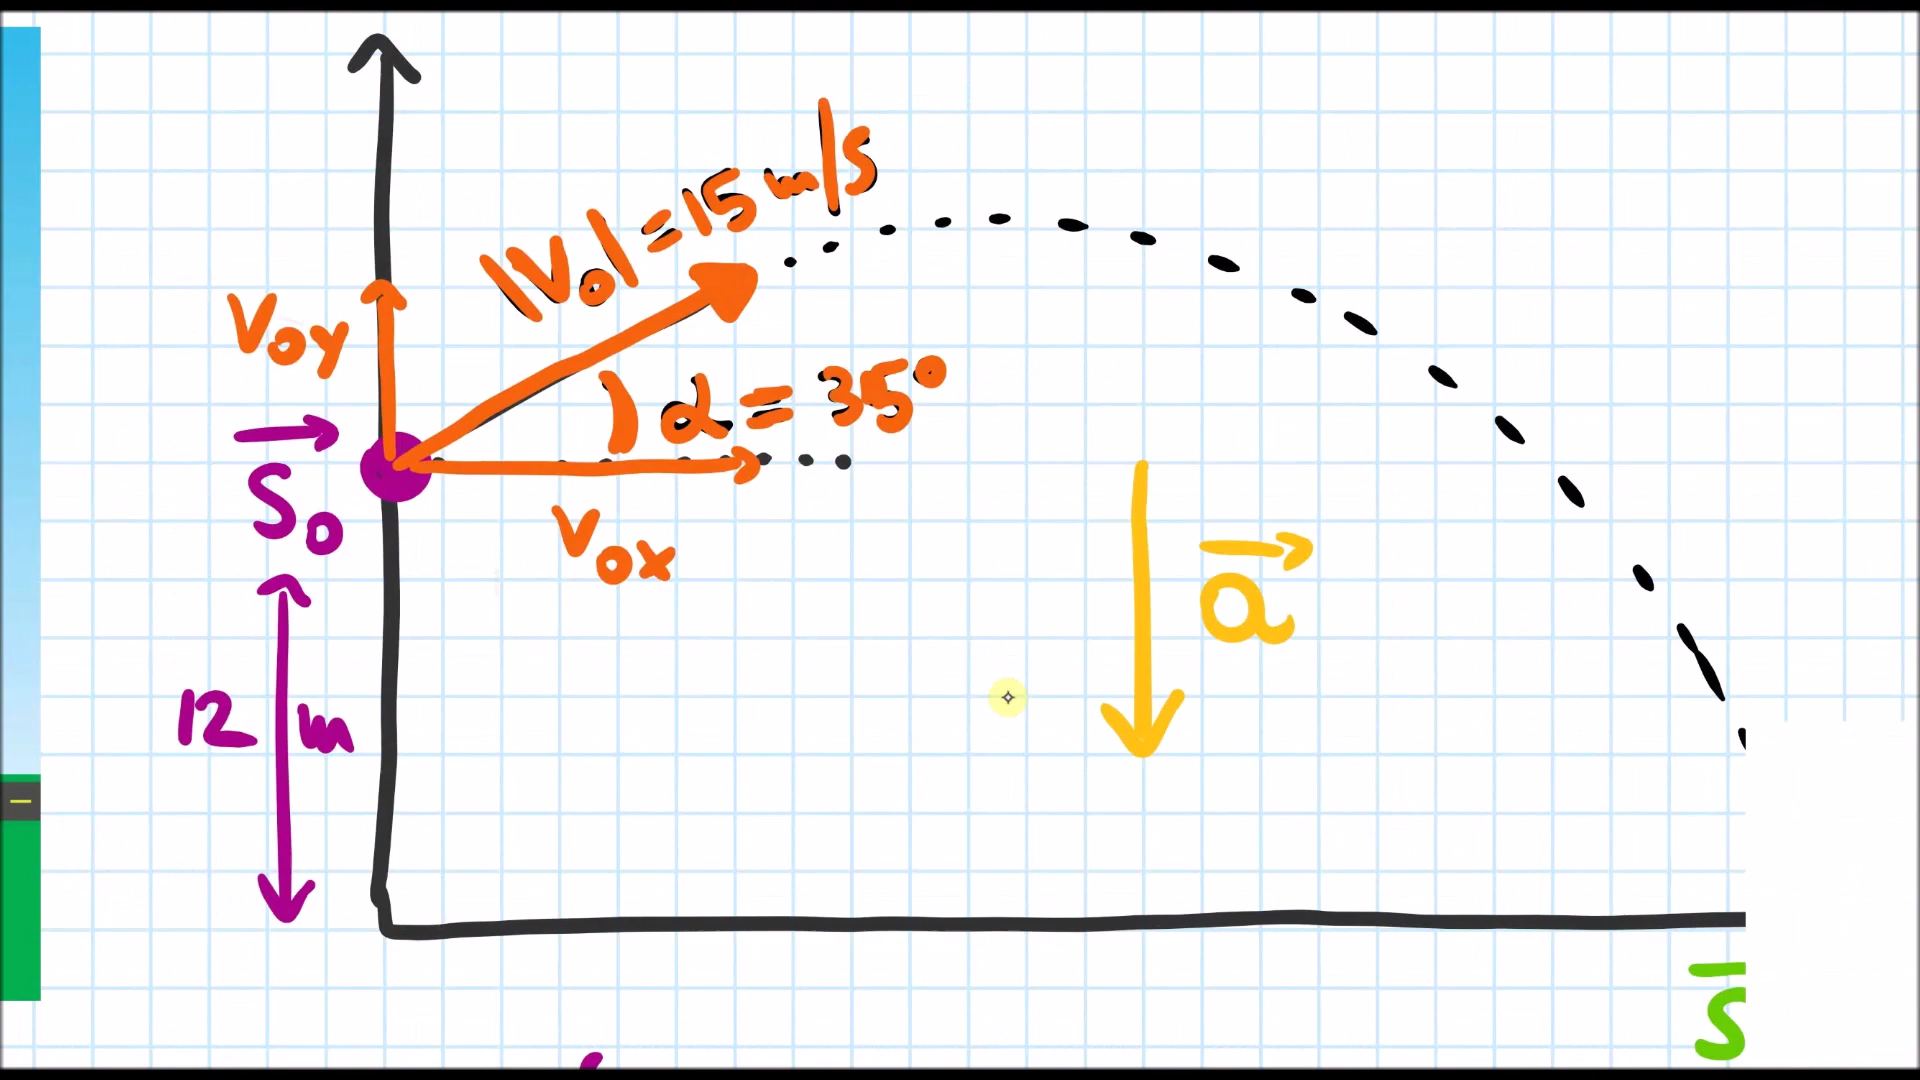 |V₀| = 15 m/s
V₀y
α = 35°
S₀
V₀x
a
12 m
S